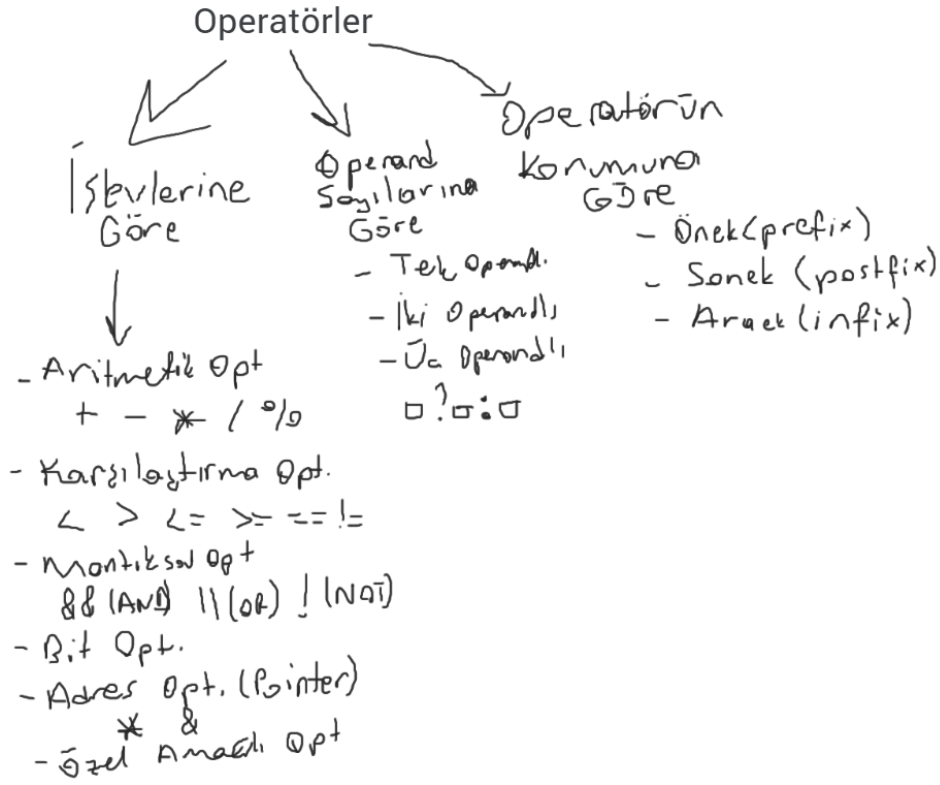 Operatörler
İşlevlerine
Göre
- Aritmetik Opt
+ - * / %
- Karşılaştırma Opt.
< > <= >= == !=
- Mantıksal Opt
&& (AND) || (OR) ! (NOT)
- Bit Opt.
- Adres Opt. (Pointer)
* &
- Özel Amaçlı Opt
Operand
Sayılarına
Göre
- Tek Operand.
- İki Operandlı
- Üç Operandlı
□ ? □ : □
Operatörün
Konumuna
Göre
- Önek (prefix)
- Sonek (postfix)
- Araek (infix)